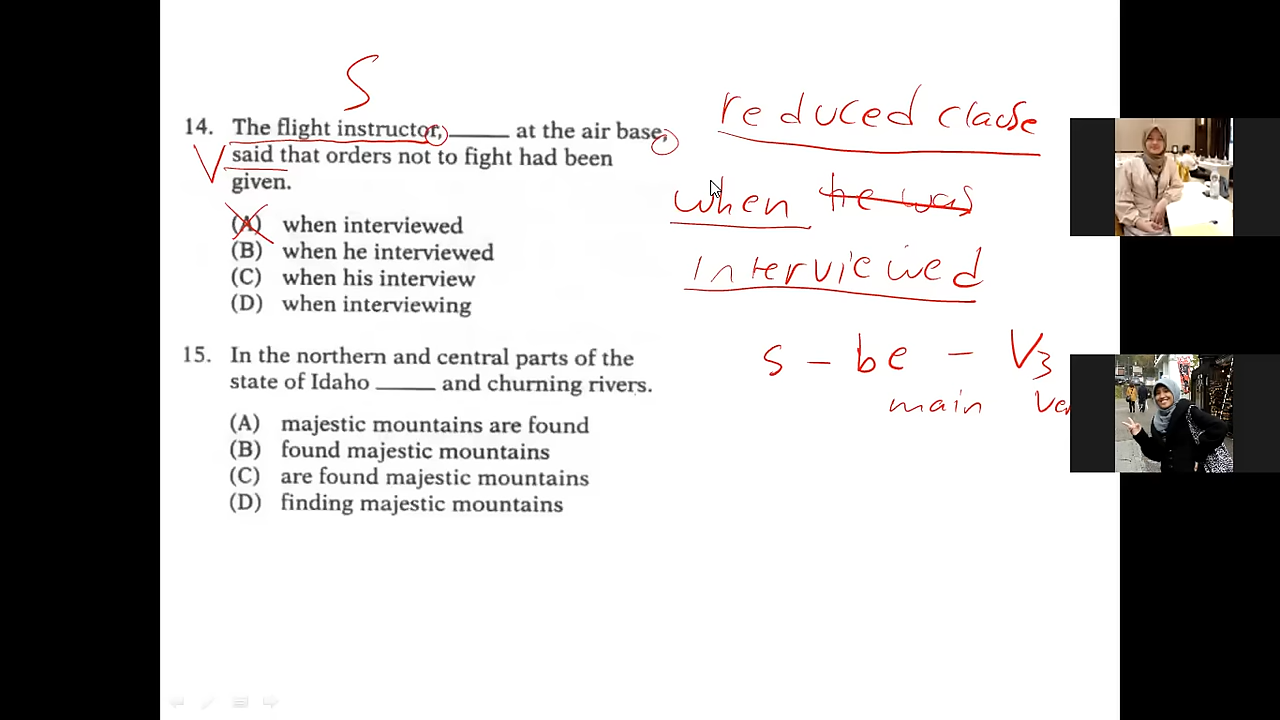 S
14. The flight instructor, _____ at the air base,
V said that orders not to fight had been
given.
(A) when interviewed
(B) when he interviewed
(C) when his interview
(D) when interviewing
15. In the northern and central parts of the
state of Idaho _____ and churning rivers.
(A) majestic mountains are found
(B) found majestic mountains
(C) are found majestic mountains
(D) finding majestic mountains
reduced clause
when he was
interviewed
s – be – V3
main